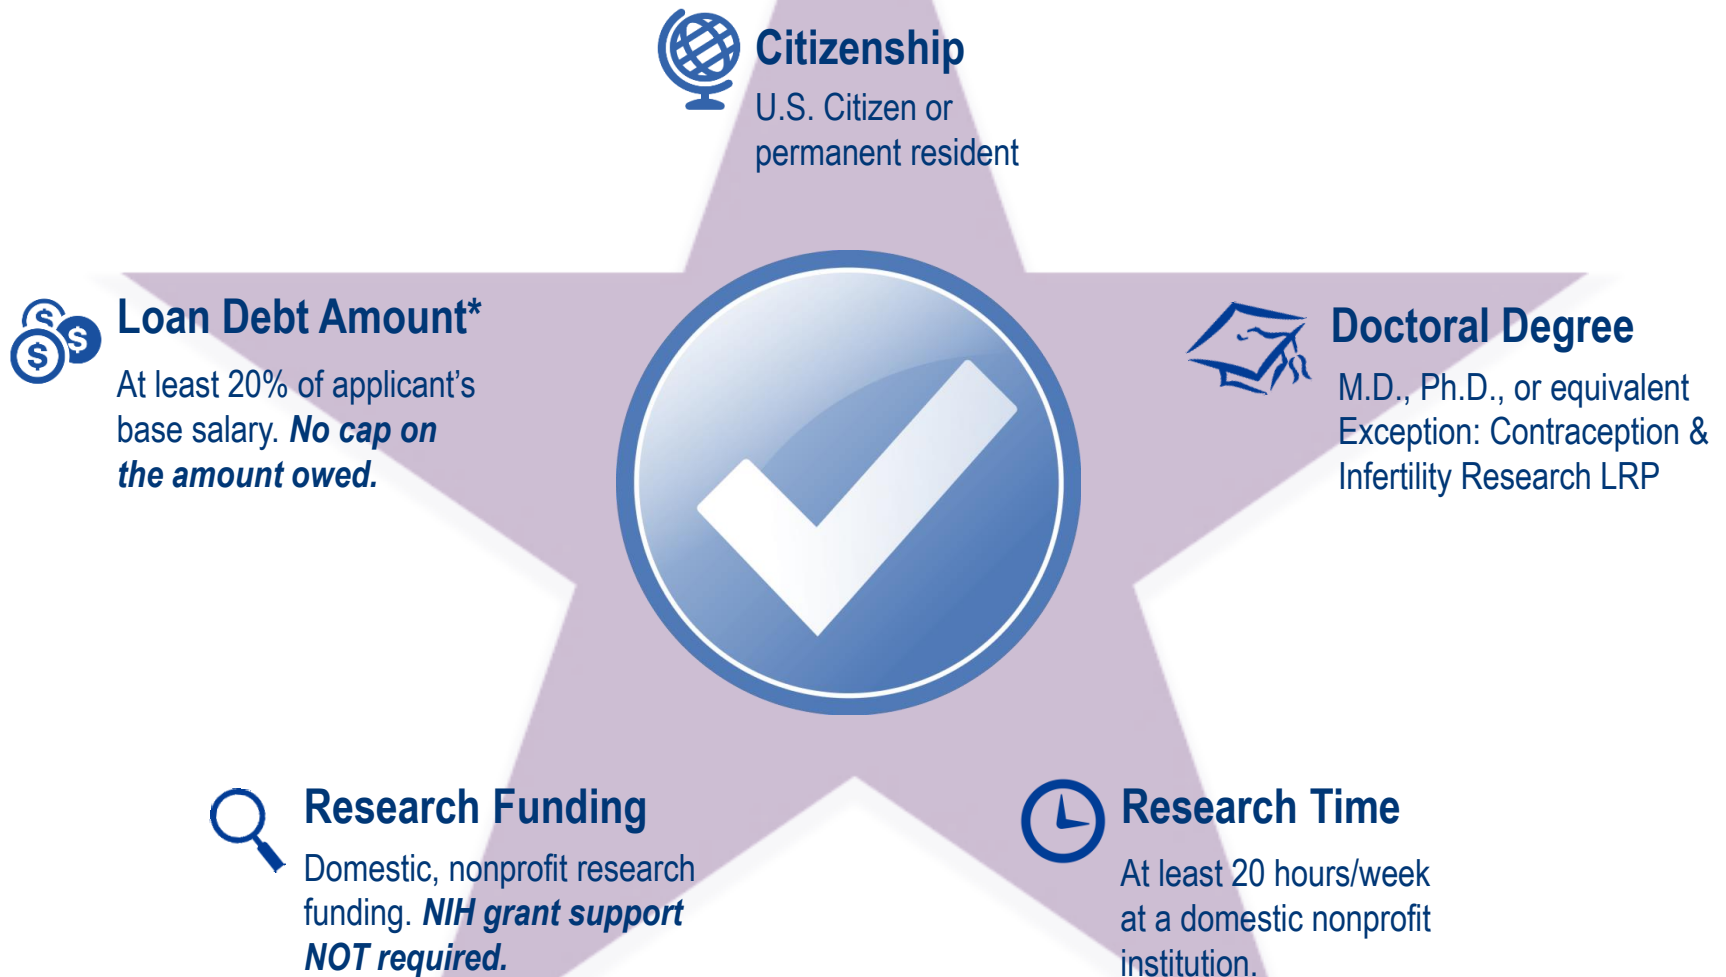 Citizenship
U.S. Citizen or
permanent resident
Loan Debt Amount*
At least 20% of applicant's
base salary. No cap on
the amount owed.
Doctoral Degree
M.D., Ph.D., or equivalent
Exception: Contraception &
Infertility Research LRP
Research Funding
Domestic, nonprofit research
funding. NIH grant support
NOT required.
Research Time
At least 20 hours/week
at a domestic nonprofit
institution.